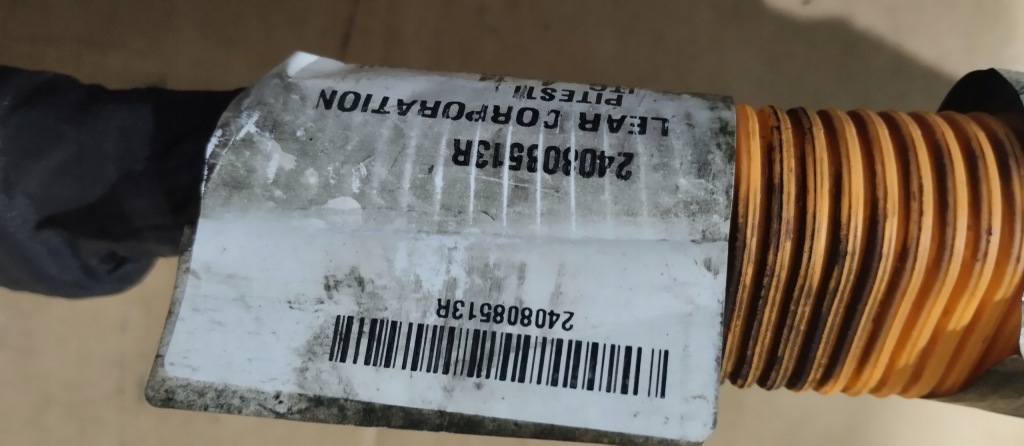 240808513R
240808513R
LEAR CORPORATION
PITESTI